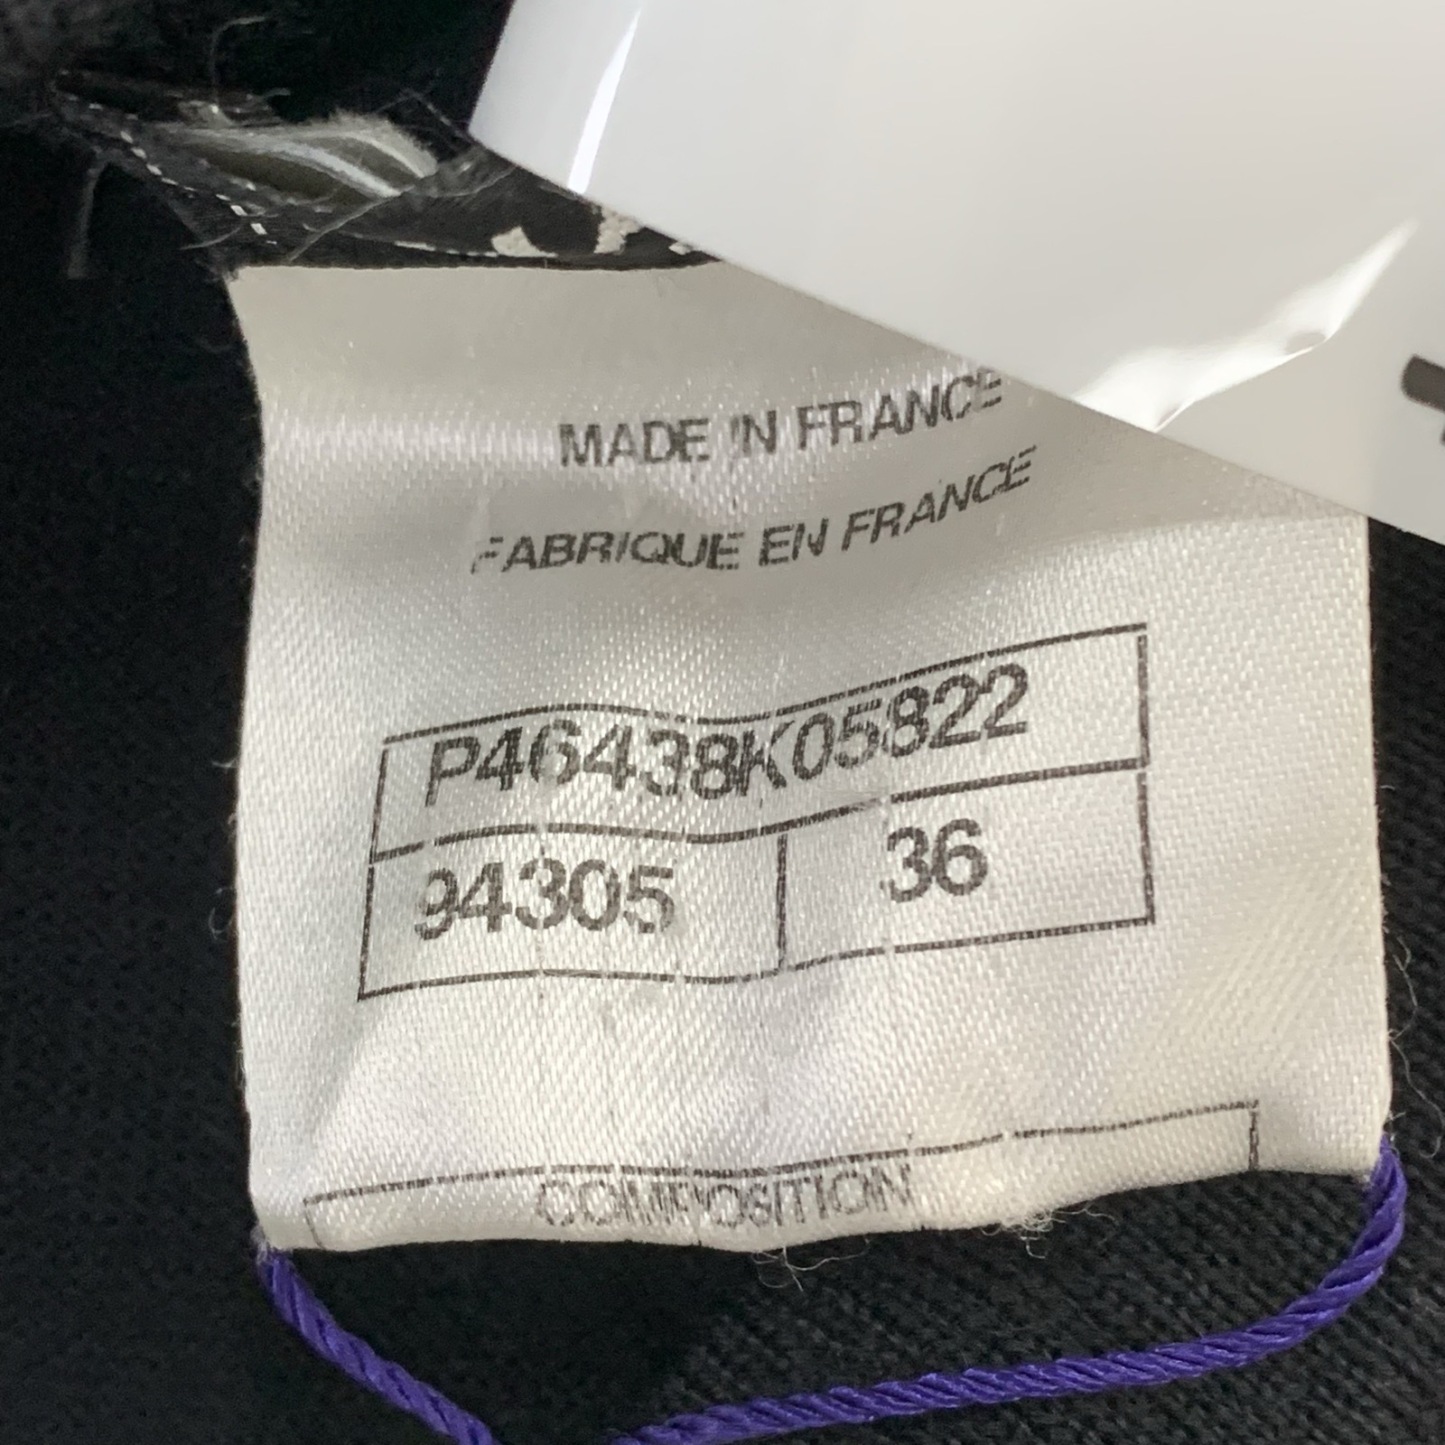 MADE IN FRANCE
FABRIQUE EN FRANCE
P46438K05822
94305 36
COMPOSITION